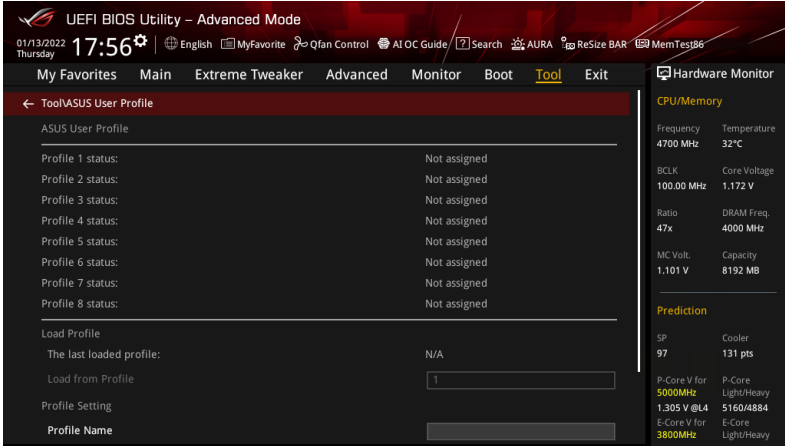 UEFI BIOS Utility – Advanced Mode
01/13/2022 Thursday 17:56 English MyFavorite Qfan Control AI OC Guide Search AURA ReSize BAR MemTest86
My Favorites Main Extreme Tweaker Advanced Monitor Boot Tool Exit
Hardware Monitor
Tool\ASUS User Profile
ASUS User Profile
Profile 1 status: Not assigned
Profile 2 status: Not assigned
Profile 3 status: Not assigned
Profile 4 status: Not assigned
Profile 5 status: Not assigned
Profile 6 status: Not assigned
Profile 7 status: Not assigned
Profile 8 status: Not assigned
Load Profile
The last loaded profile: N/A
Load from Profile 1
Profile Setting
Profile Name
CPU/Memory
Frequency Temperature
4700 MHz 32°C
BCLK Core Voltage
100.00 MHz 1.172 V
Ratio DRAM Freq.
47x 4000 MHz
MC Volt. Capacity
1.101 V 8192 MB
Prediction
SP Cooler
97 131 pts
P-Core V for P-Core
5000MHz Light/Heavy
1.305 V @L4 5160/4884
E-Core V for E-Core
3800MHz Light/Heavy